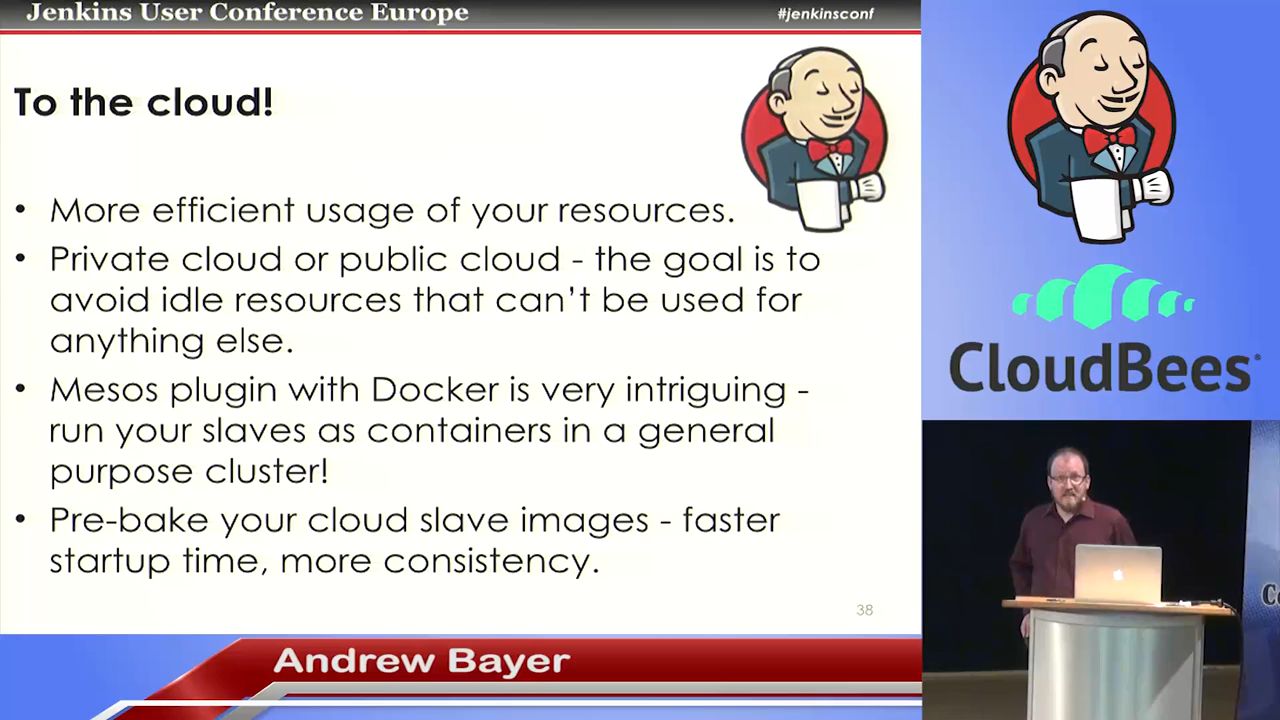 Jenkins User Conference Europe
#jenkinsconf
To the cloud!
• More efficient usage of your resources.
• Private cloud or public cloud - the goal is to
avoid idle resources that can't be used for
anything else.
• Mesos plugin with Docker is very intriguing -
run your slaves as containers in a general
purpose cluster!
• Pre-bake your cloud slave images - faster
startup time, more consistency.
38
Andrew Bayer
CloudBees